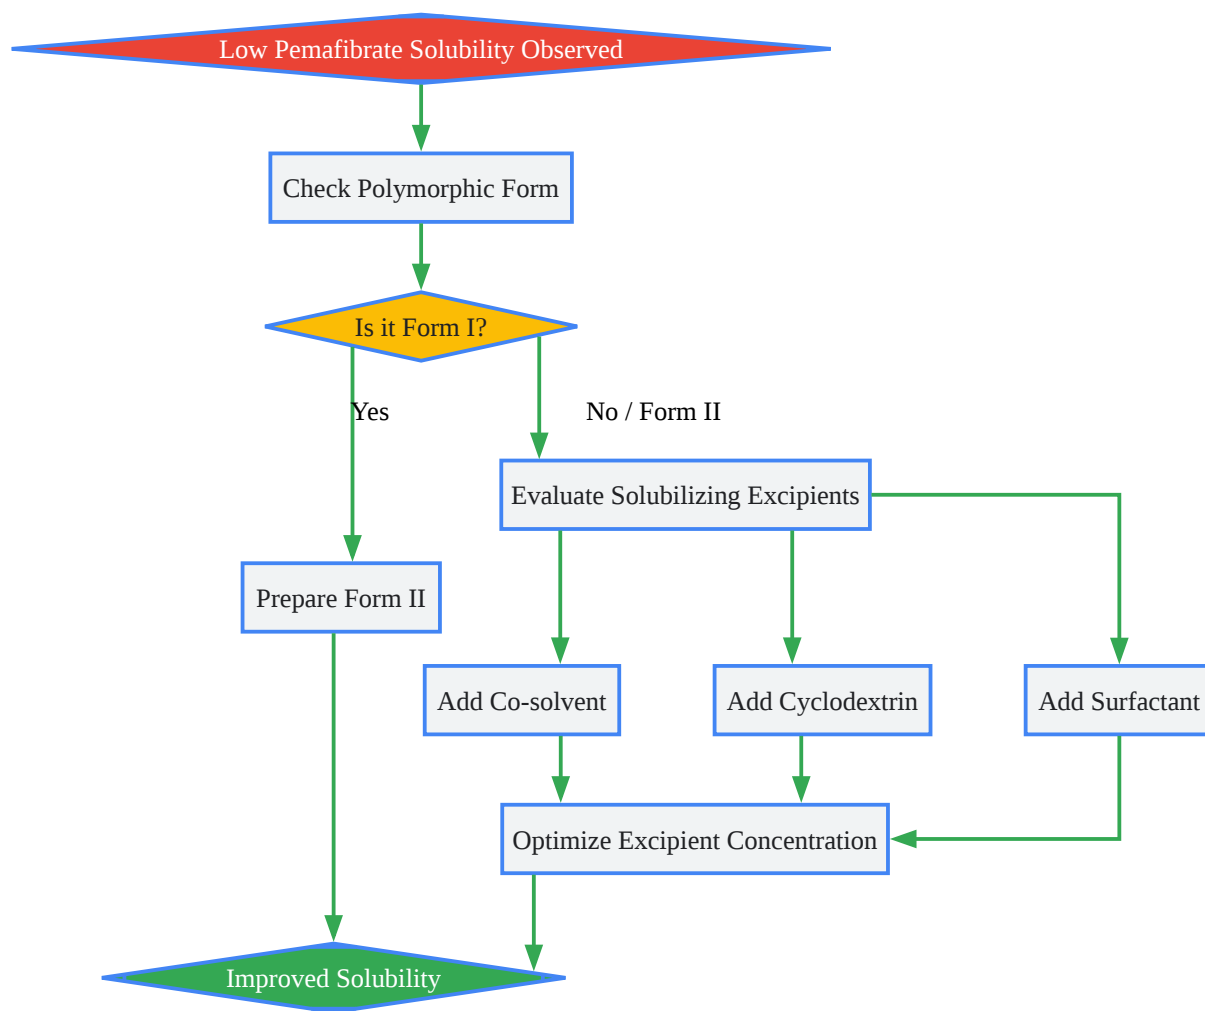 Low Pemafibrate Solubility Observed
Check Polymorphic Form
Is it Form I?
Yes
No / Form II
Evaluate Solubilizing Excipients
Prepare Form II
Add Co-solvent
Add Cyclodextrin
Add Surfactant
Optimize Excipient Concentration
Improved Solubility